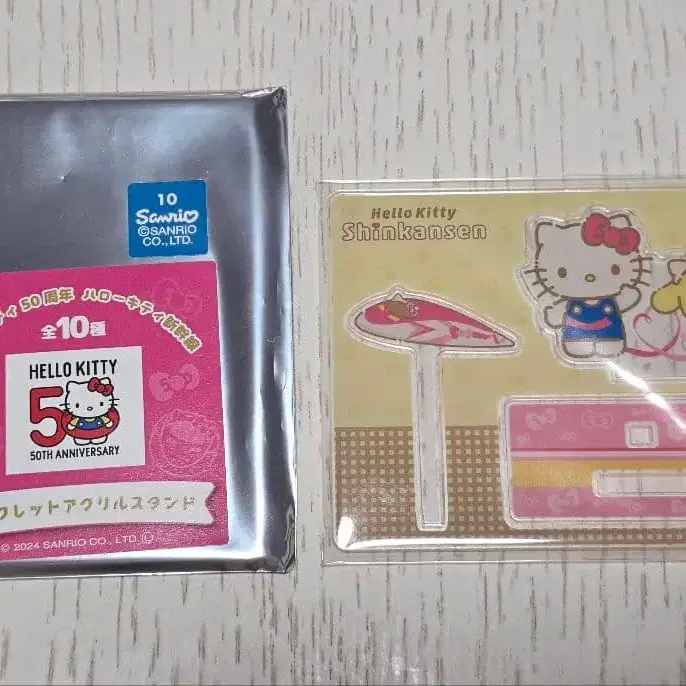 10
Sanrio
©SANRIO
CO., LTD.
ィ50周年 ハローキティ新幹線
全10種
HELLO KITTY
50
50TH ANNIVERSARY
クレットアクリルスタンド
© 2024 SANRIO CO., LTD. Ⓛ
Hello Kitty
Shinkansen